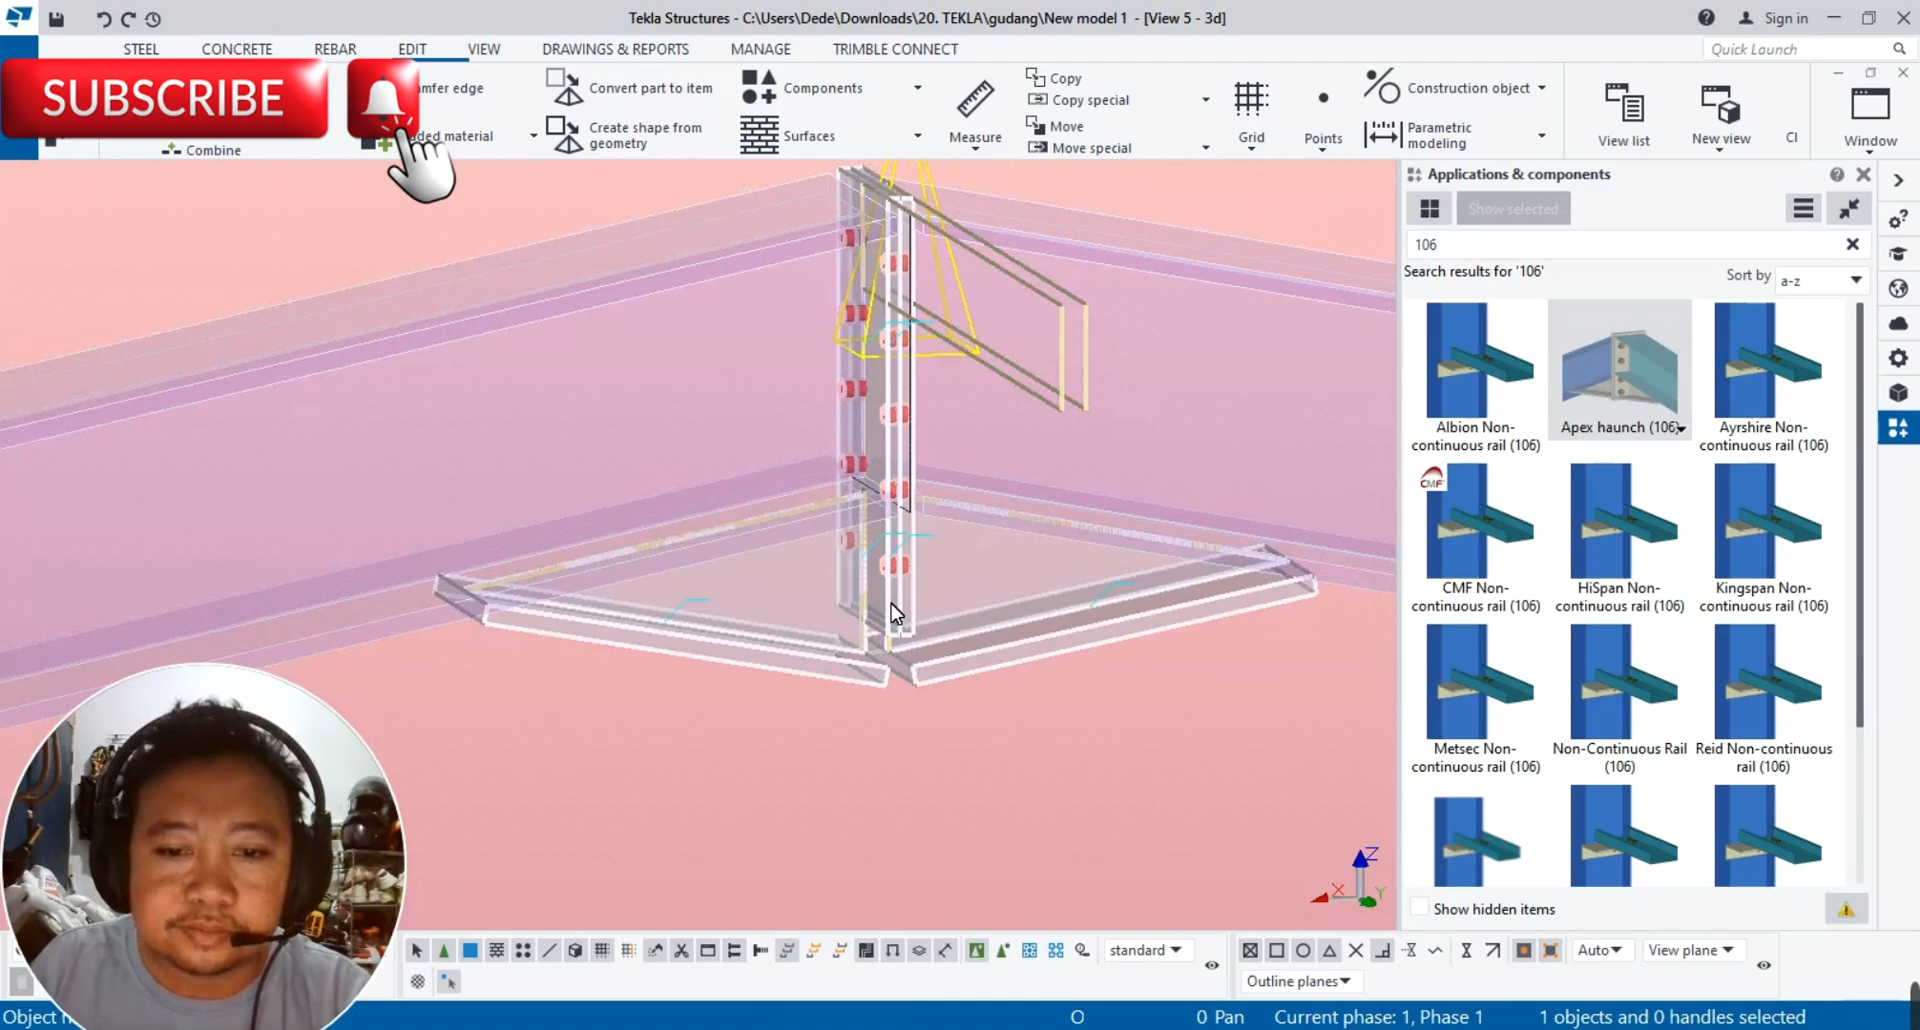 Tekla Structures - C:\Users\Dede\Downloads\20. TEKLA\gudang\New model 1 - [View 5 - 3d]
Sign in
STEEL CONCRETE REBAR EDIT VIEW DRAWINGS & REPORTS MANAGE TRIMBLE CONNECT
Quick Launch
SUBSCRIBE
Combine
Convert part to item
Create shape from
geometry
Components
Surfaces
Measure
Copy
Copy special
Move
Move special
Grid
Points
Construction object
Parametric
modeling
View list
New view
Cl
Window
Applications & components
Show selected
106
Search results for '106'
Sort by
a-z
Albion Non-
continuous rail (106)
Apex haunch (106)
Ayrshire Non-
continuous rail (106)
CMF
CMF Non-
continuous rail (106)
HiSpan Non-
continuous rail (106)
Kingspan Non-
continuous rail (106)
Metsec Non-
continuous rail (106)
Non-Continuous Rail
(106)
Reid Non-continuous
rail (106)
Show hidden items
Z
X
Y
standard
Auto
View plane
Outline planes
Object
O
0 Pan
Current phase: 1, Phase 1
1 objects and 0 handles selected